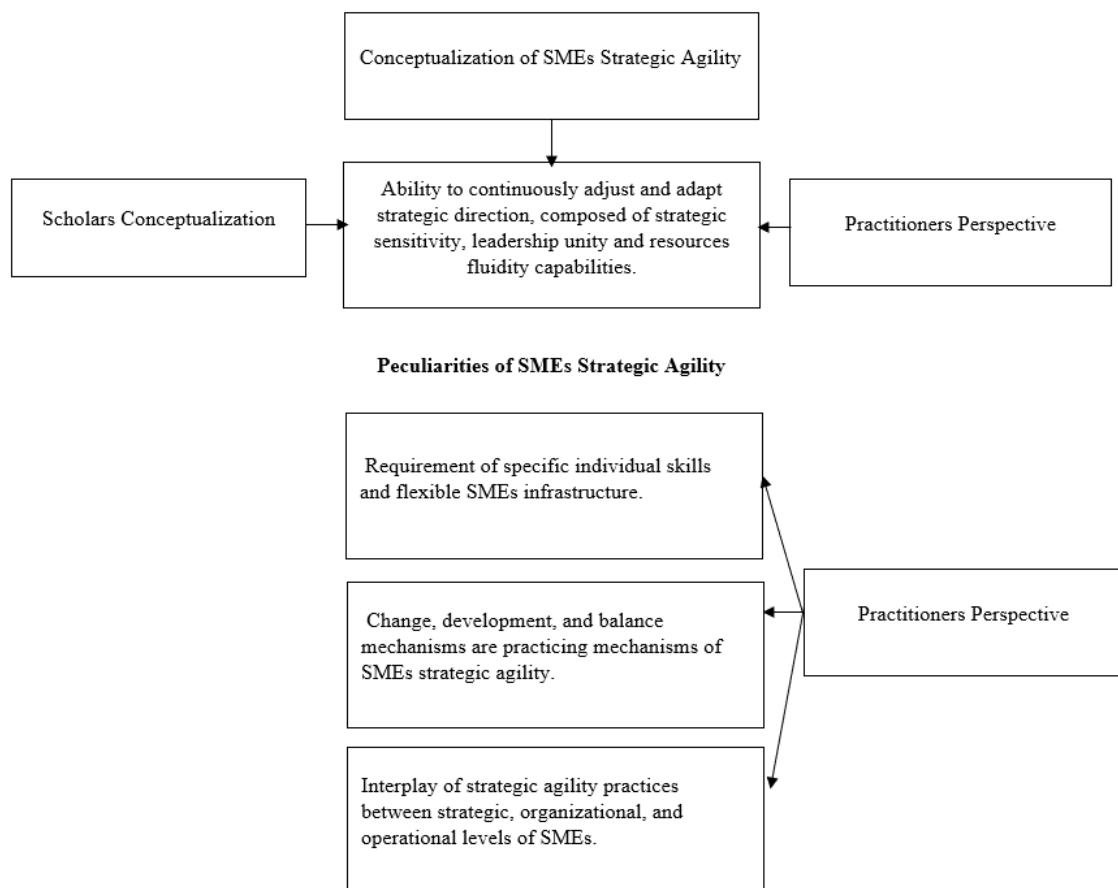 Conceptualization of SMEs Strategic Agility
Scholars Conceptualization
Ability to continuously adjust and adapt
strategic direction, composed of strategic
sensitivity, leadership unity and resources
fluidity capabilities.
Practitioners Perspective
Peculiarities of SMEs Strategic Agility
Requirement of specific individual skills
and flexible SMEs infrastructure.
Change, development, and balance
mechanisms are practicing mechanisms of
SMEs strategic agility.
Practitioners Perspective
Interplay of strategic agility practices
between strategic, organizational, and
operational levels of SMEs.